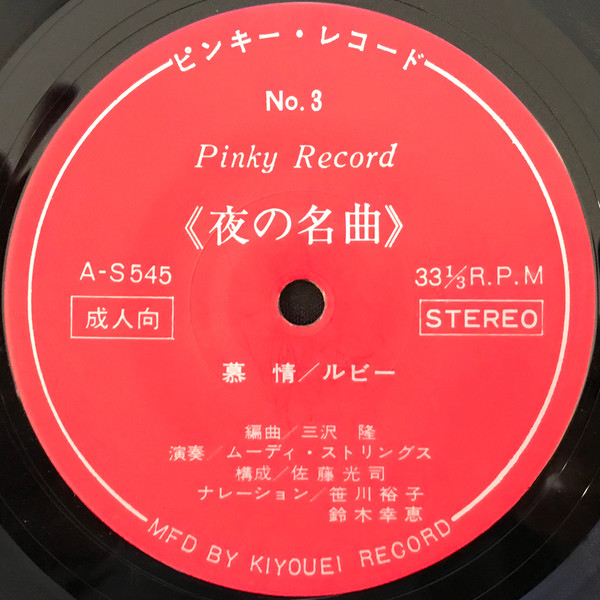 ピンキー・レコード
No. 3
Pinky Record
《夜の名曲》
A-S545
33 1/3 R.P.M
成人向
STEREO
慕 情/ルビー
編曲/三沢 隆
演奏/ムーディ・ストリングス
構成/佐藤光司
ナレーション/笹川裕子
鈴木幸恵
MFD BY KIYOUEI RECORD